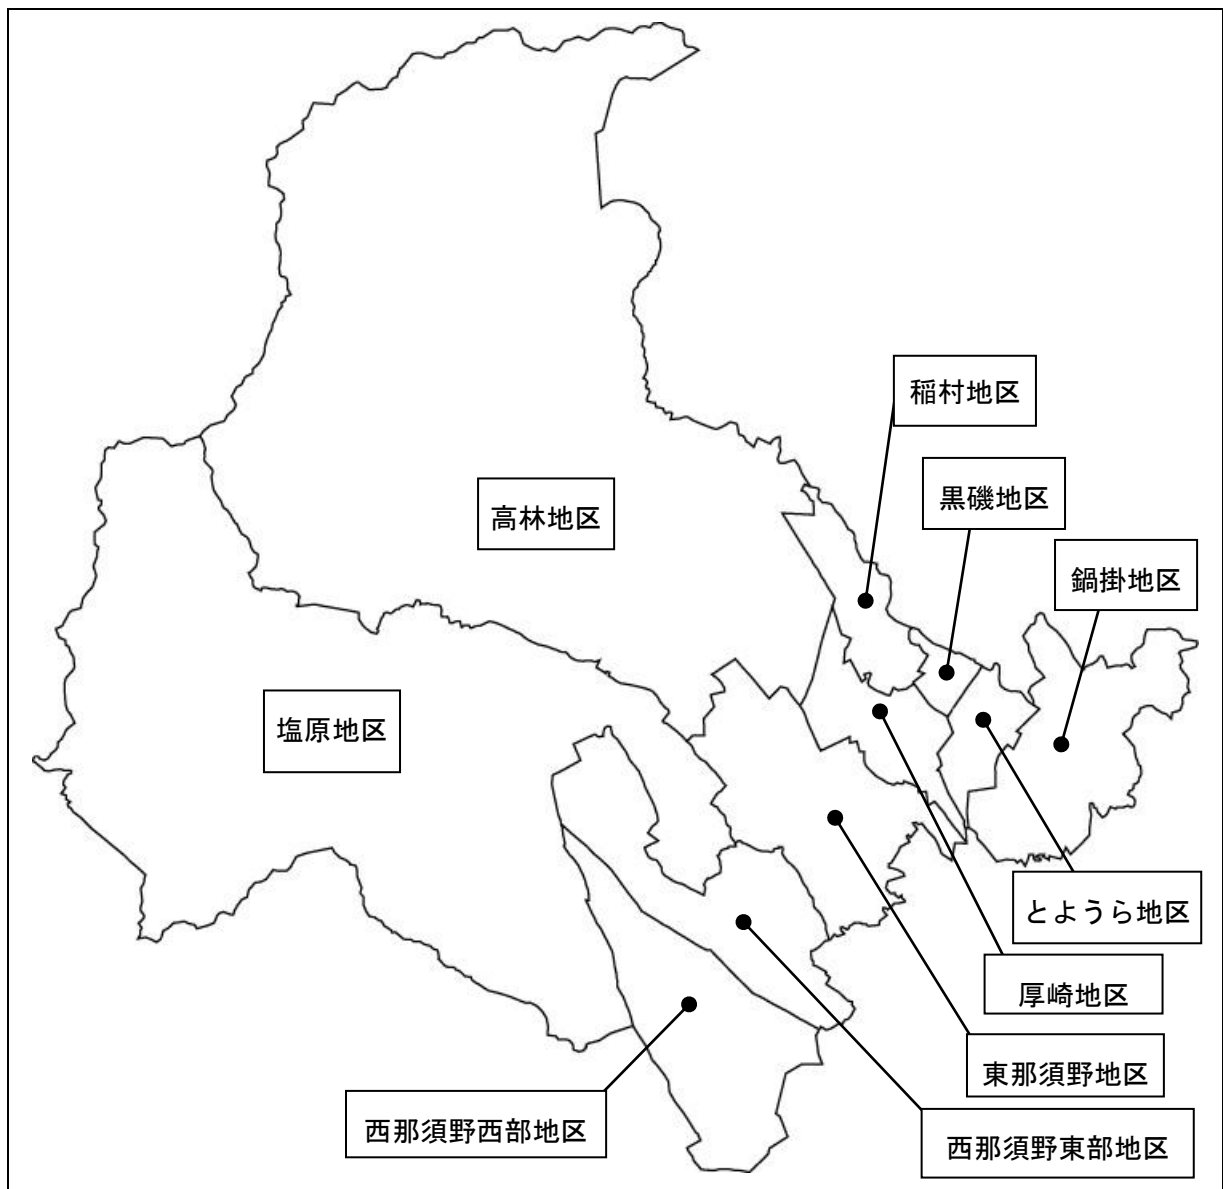 稲村地区
黒磯地区
高林地区
鍋掛地区
塩原地区
とようら地区
厚崎地区
東那須野地区
西那須野西部地区
西那須野東部地区